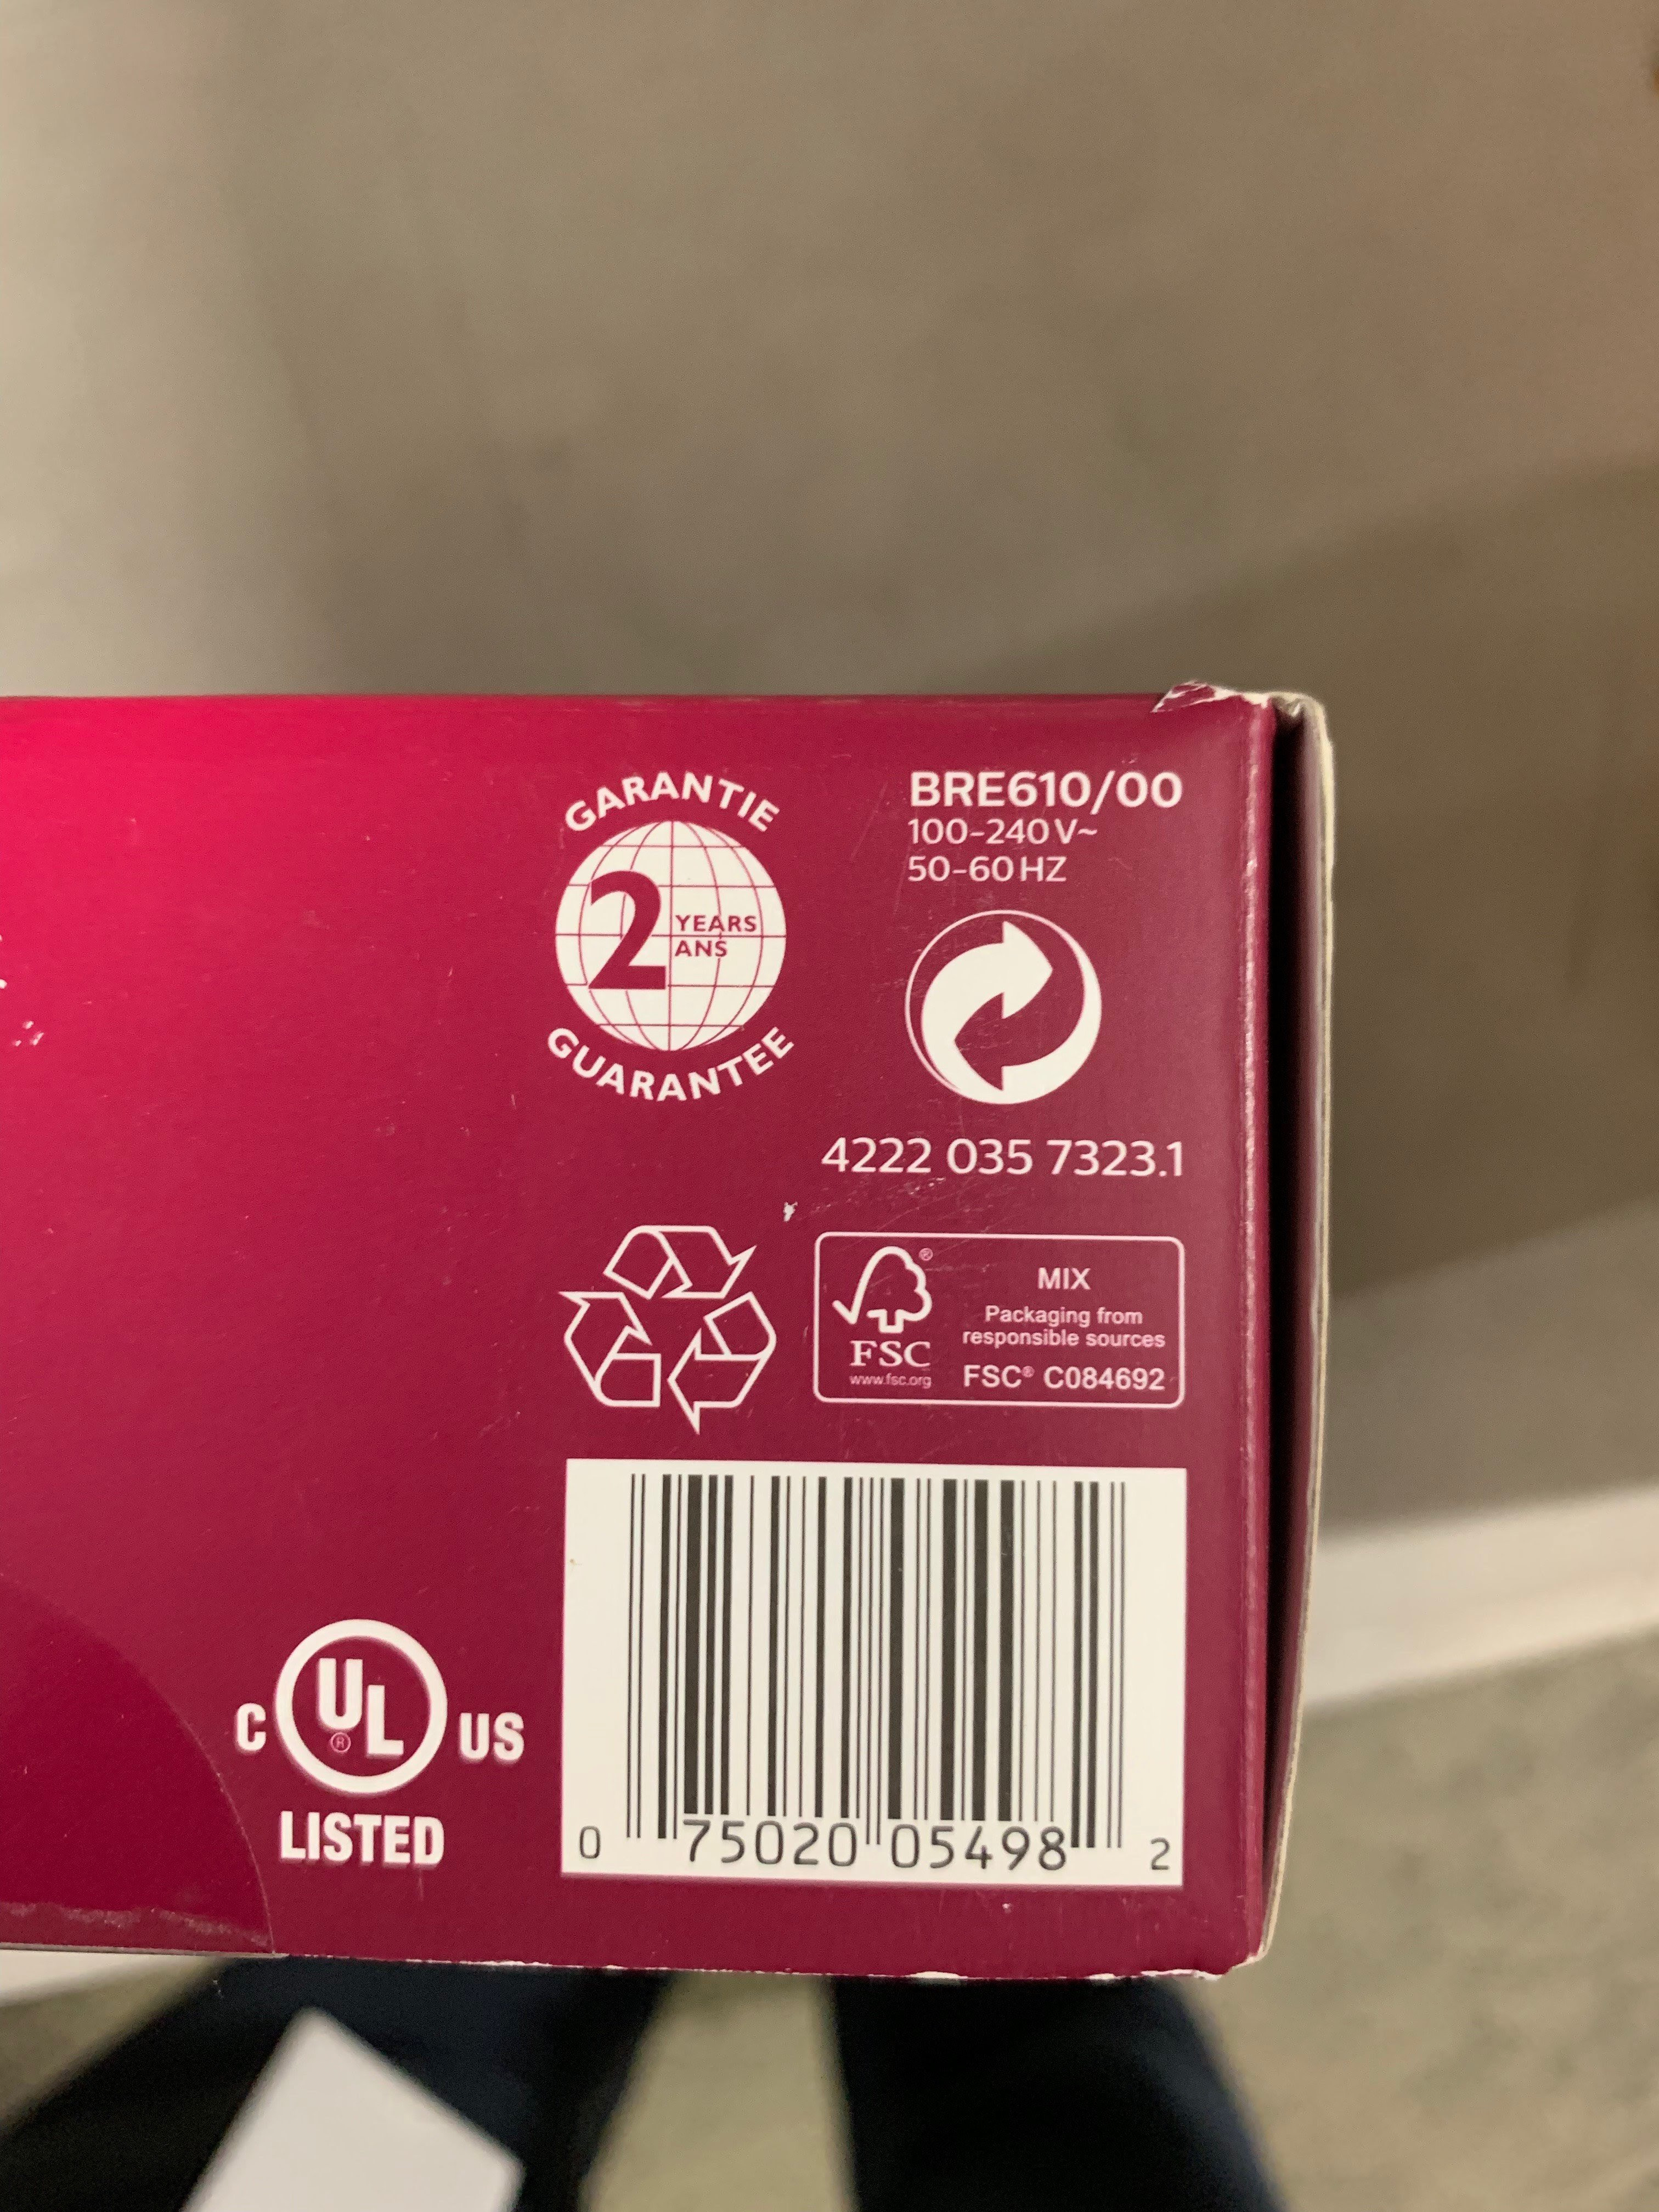 GARANTIE
2 YEARS
ANS
GUARANTEE
BRE610/00
100-240V~
50-60HZ
4222 035 7323.1
FSC®
www.fsc.org
MIX
Packaging from
responsible sources
FSC® C084692
C UL® US
LISTED
0 75020 05498 2